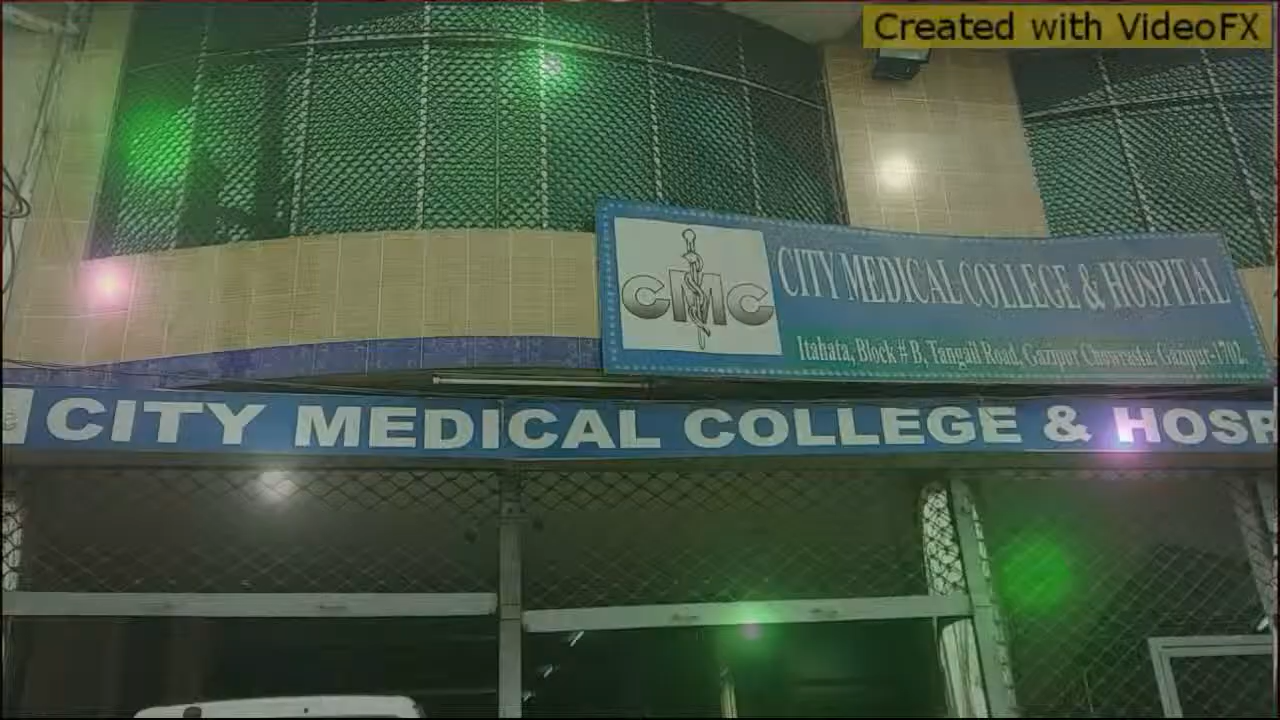 Created with VideoFX
CMC
CITY MEDICAL COLLEGE & HOSPITAL
Itahata, Block # B, Tangail Road, Gazipur Chowrasta, Gazipur-1702.
CITY MEDICAL COLLEGE & HOSP